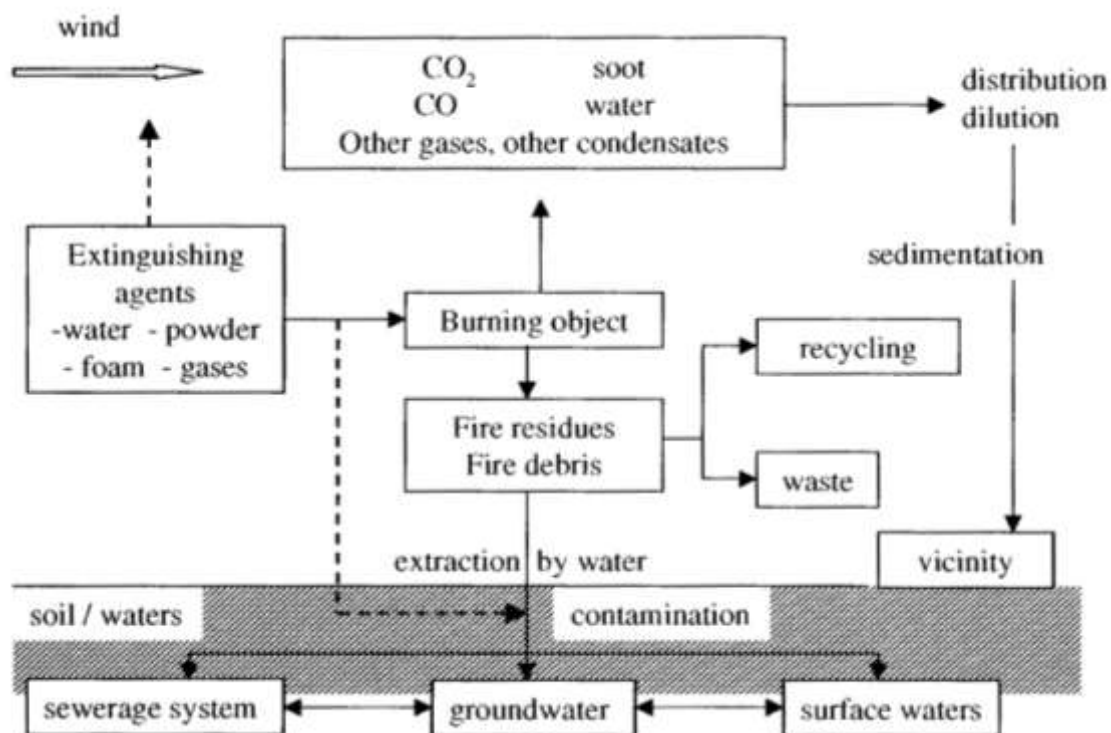 wind
CO₂ soot
CO water
Other gases, other condensates
distribution
dilution
Extinguishing
agents
-water - powder
- foam - gases
Burning object
sedimentation
recycling
Fire residues
Fire debris
waste
extraction by water
vicinity
soil / waters
contamination
sewerage system
groundwater
surface waters